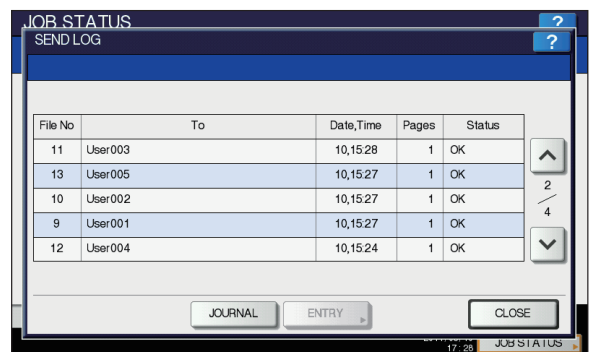 JOB STATUS ?
SEND LOG ?
File No To Date,Time Pages Status
11 User003 10,15:28 1 OK
13 User005 10,15:27 1 OK
10 User002 10,15:27 1 OK
9 User001 10,15:27 1 OK
12 User004 10,15:24 1 OK
2
4
JOURNAL ENTRY CLOSE
17:28 JOB STATUS